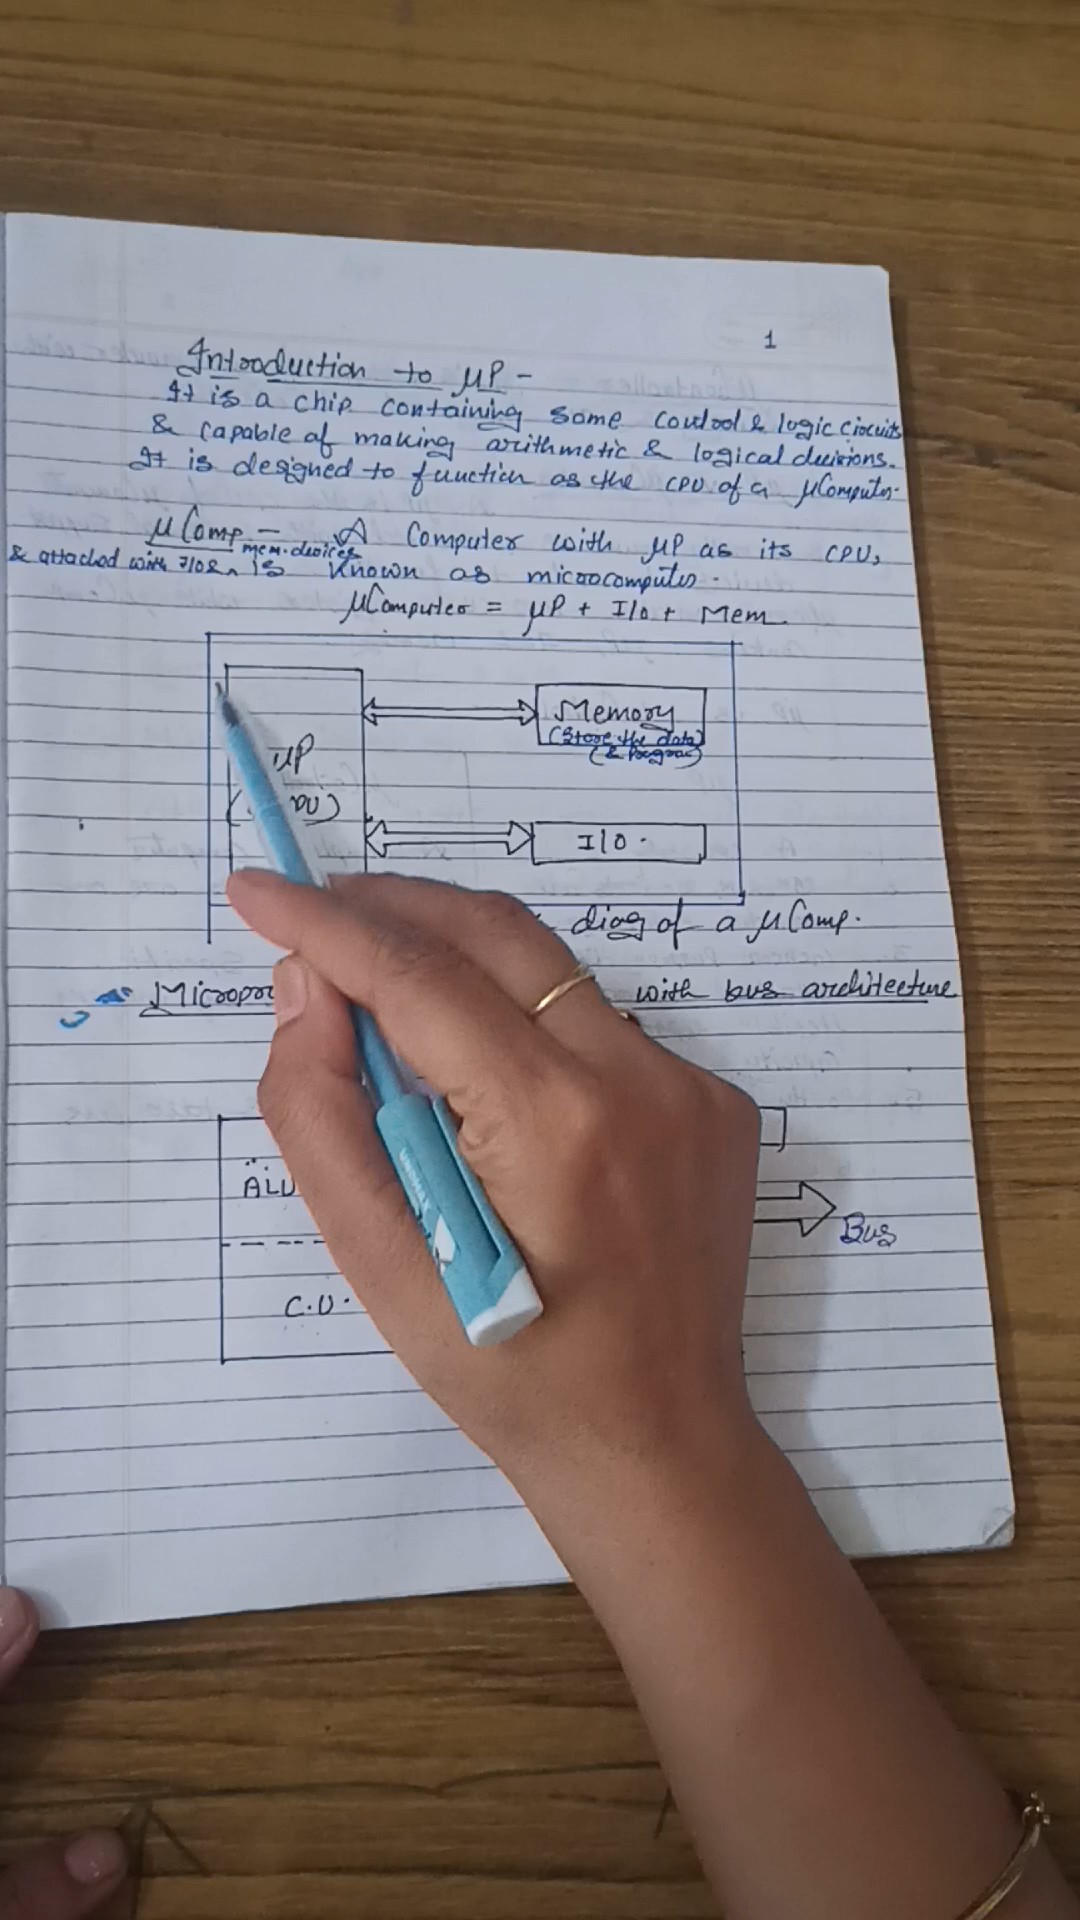 1
Introduction to µP -
It is a chip containing some control & logic circuits
& capable of making arithmetic & logical decisions.
It is designed to function as the CPU of a µComputer.
µComp - A Computer with µP as its CPU,
& attached with I/O & mem. devices is known as microcomputer.
µComputer = µP + I/O + Mem.
µP
Memory
(Store the data)
(& Program)
I/O.
diag of a µComp.
with bus architecture
ALU
Bus
C.U.